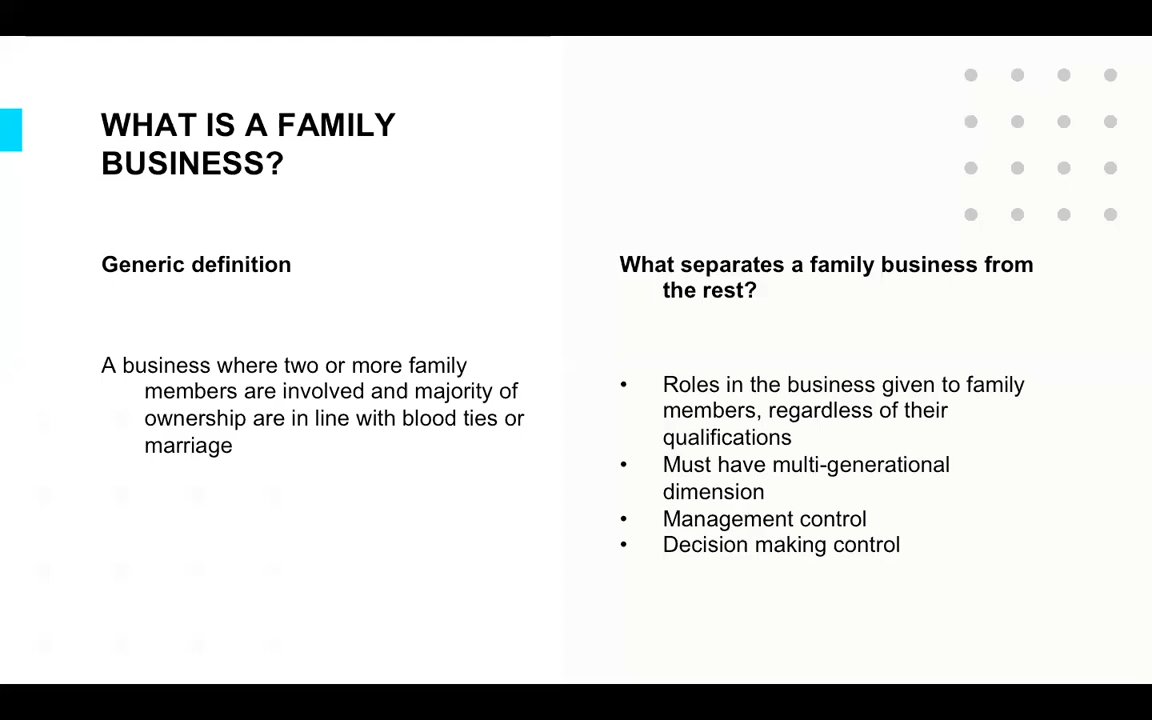 WHAT IS A FAMILY
BUSINESS?
Generic definition
A business where two or more family
members are involved and majority of
ownership are in line with blood ties or
marriage
What separates a family business from
the rest?
• Roles in the business given to family
members, regardless of their
qualifications
• Must have multi-generational
dimension
• Management control
• Decision making control